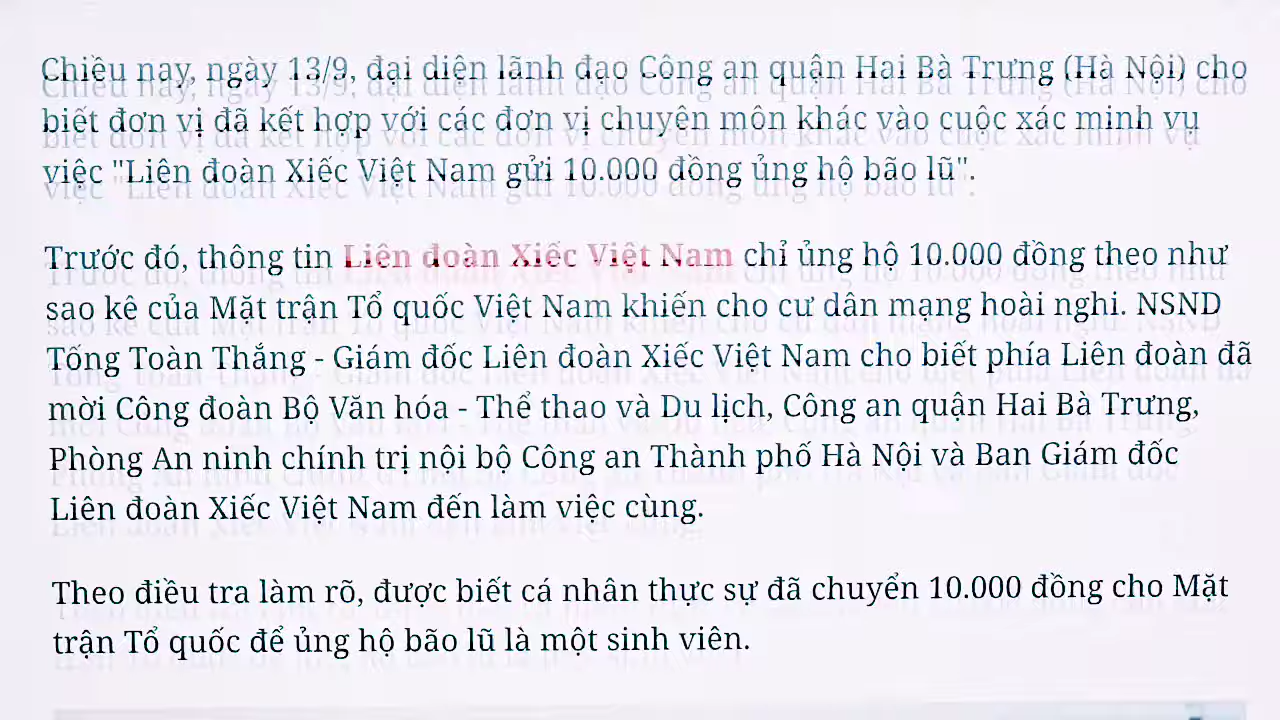 Chiều nay, ngày 13/9, đại diện lãnh đạo Công an quận Hai Bà Trưng (Hà Nội) cho
biết đơn vị đã kết hợp với các đơn vị chuyên môn khác vào cuộc xác minh vụ
việc "Liên đoàn Xiếc Việt Nam gửi 10.000 đồng ủng hộ bão lũ".
Trước đó, thông tin Liên đoàn Xiếc Việt Nam chỉ ủng hộ 10.000 đồng theo như
sao kê của Mặt trận Tổ quốc Việt Nam khiến cho cư dân mạng hoài nghi. NSND
Tống Toàn Thắng - Giám đốc Liên đoàn Xiếc Việt Nam cho biết phía Liên đoàn đã
mời Công đoàn Bộ Văn hóa - Thể thao và Du lịch, Công an quận Hai Bà Trưng,
Phòng An ninh chính trị nội bộ Công an Thành phố Hà Nội và Ban Giám đốc
Liên đoàn Xiếc Việt Nam đến làm việc cùng.
Theo điều tra làm rõ, được biết cá nhân thực sự đã chuyển 10.000 đồng cho Mặt
trận Tổ quốc để ủng hộ bão lũ là một sinh viên.